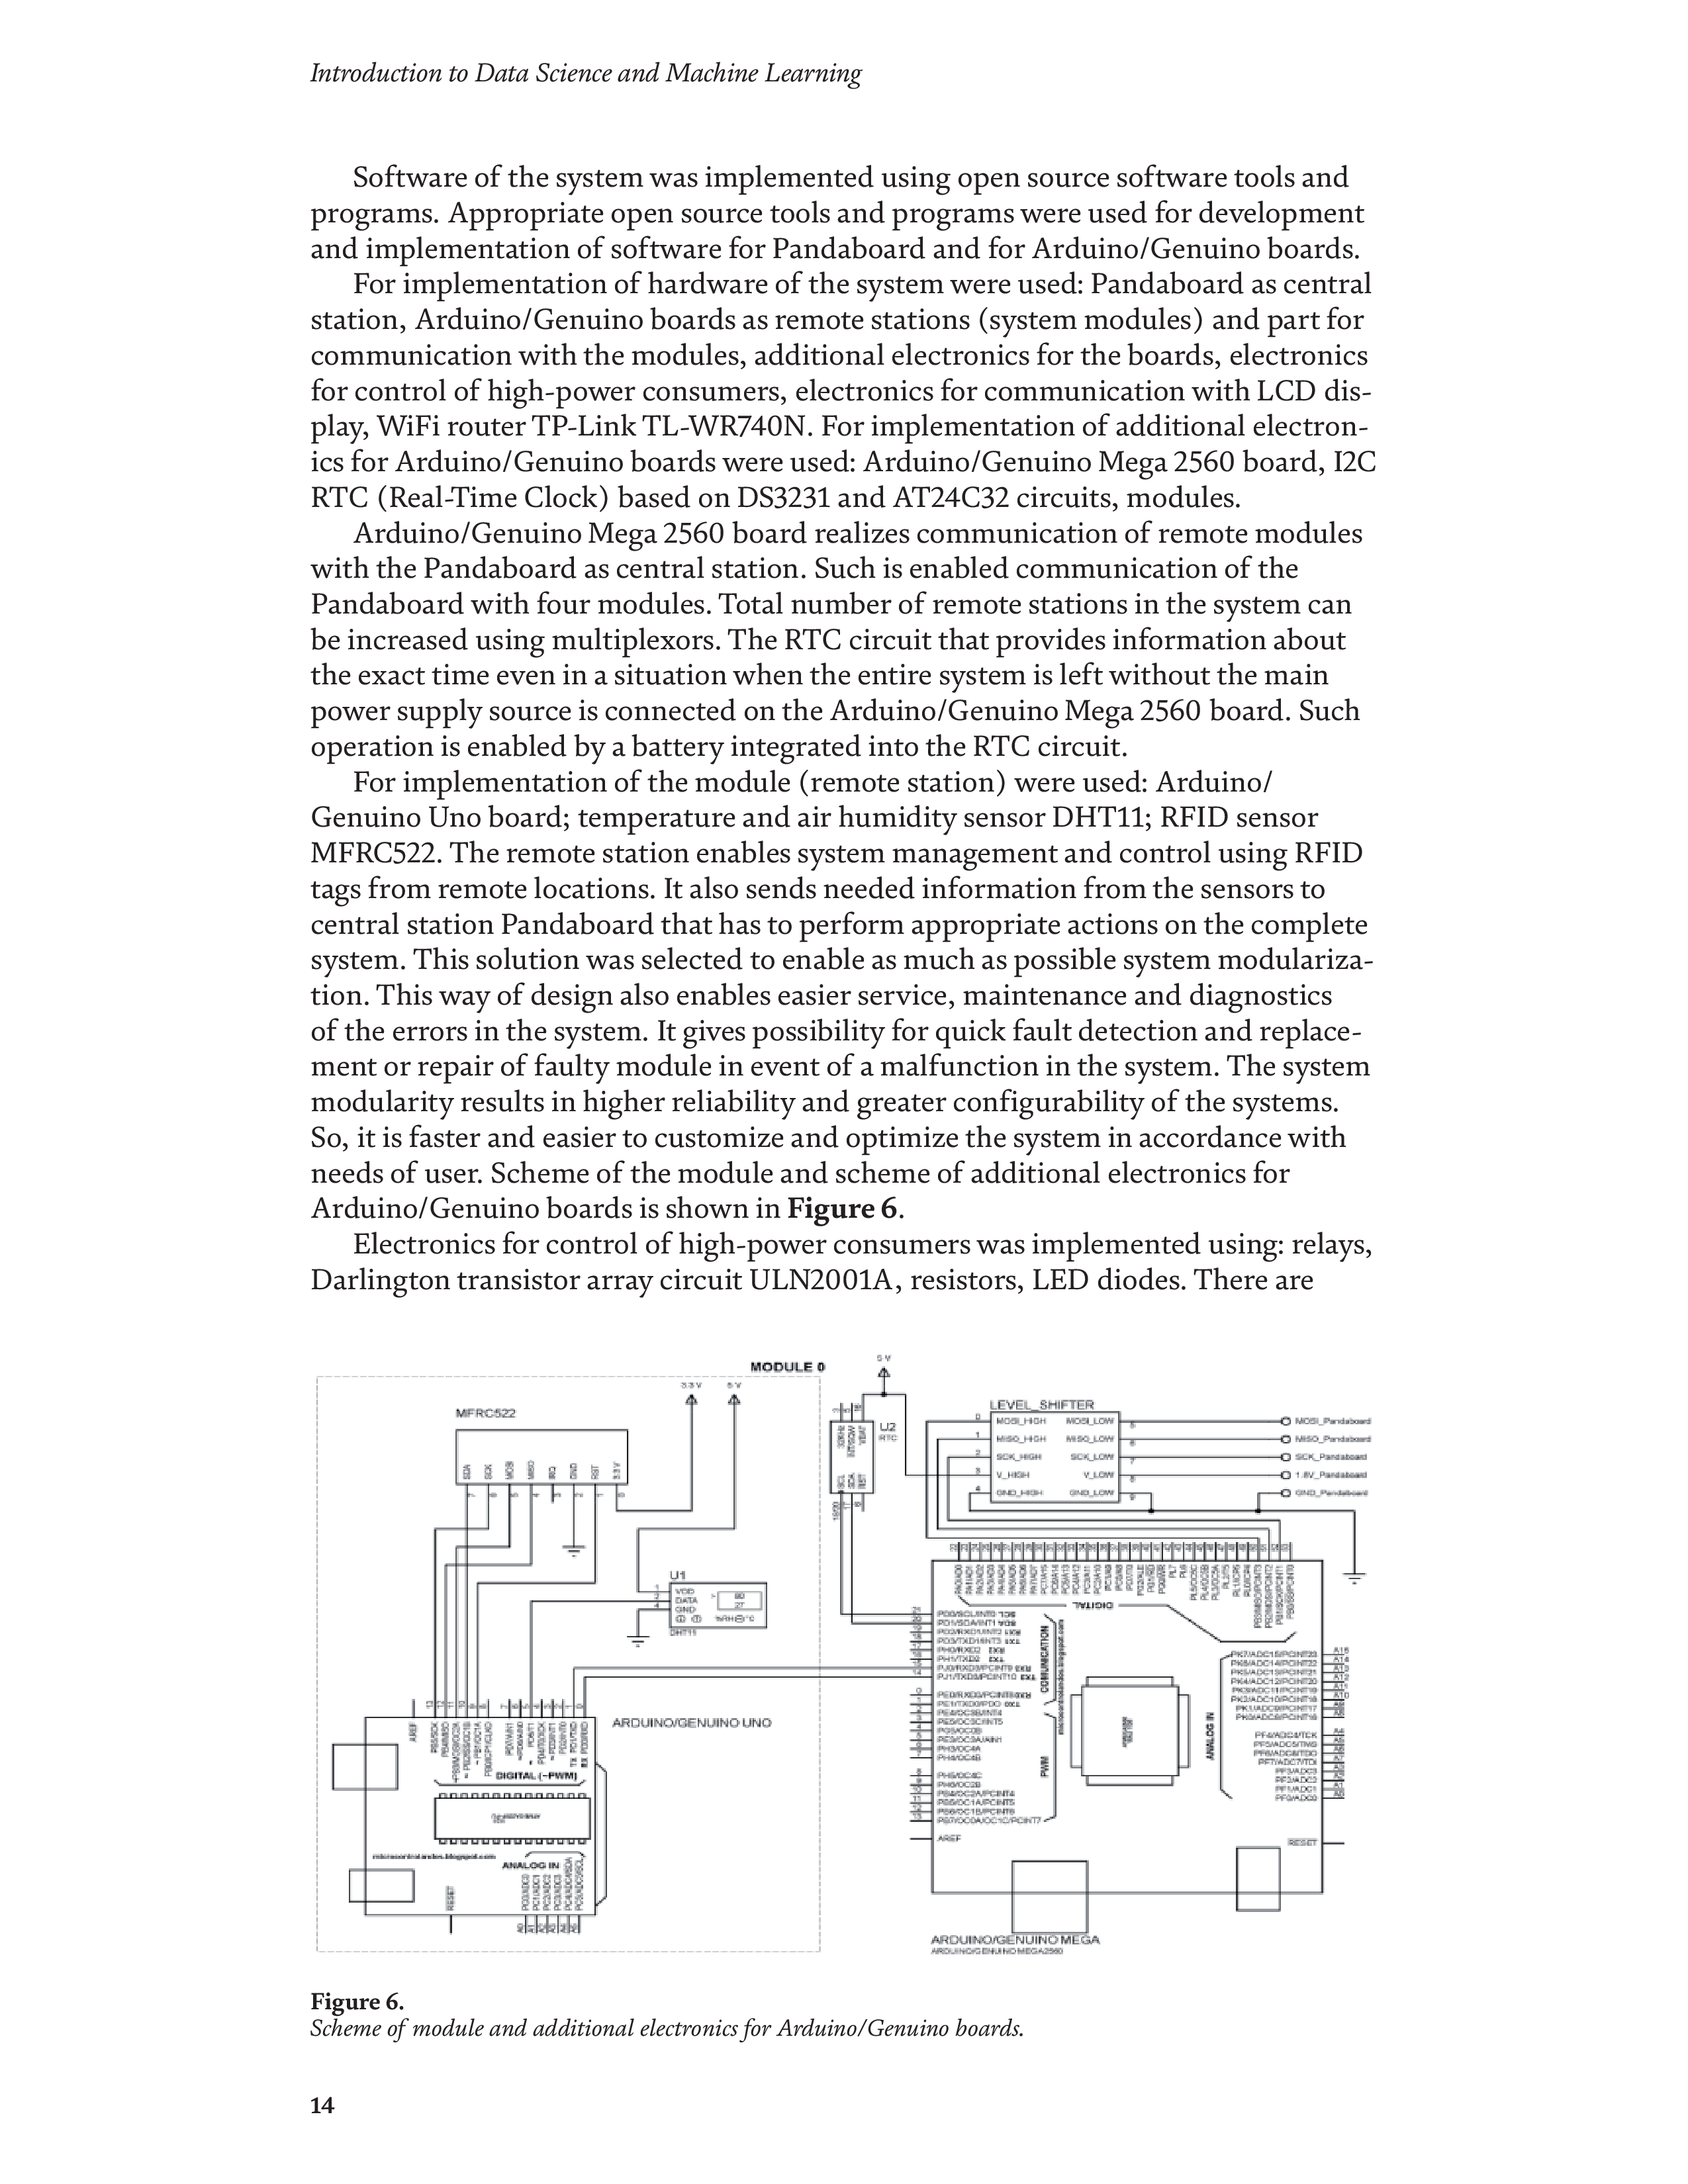 Introduction to Data Science and Machine Learning
Software of the system was implemented using open source software tools and
programs. Appropriate open source tools and programs were used for development
and implementation of software for Pandaboard and for Arduino/Genuino boards.
For implementation of hardware of the system were used: Pandaboard as central
station, Arduino/Genuino boards as remote stations (system modules) and part for
communication with the modules, additional electronics for the boards, electronics
for control of high-power consumers, electronics for communication with LCD dis-
play, WiFi router TP-Link TL-WR740N. For implementation of additional electron-
ics for Arduino/Genuino boards were used: Arduino/Genuino Mega 2560 board, I2C
RTC (Real-Time Clock) based on DS3231 and AT24C32 circuits, modules.
Arduino/Genuino Mega 2560 board realizes communication of remote modules
with the Pandaboard as central station. Such is enabled communication of the
Pandaboard with four modules. Total number of remote stations in the system can
be increased using multiplexors. The RTC circuit that provides information about
the exact time even in a situation when the entire system is left without the main
power supply source is connected on the Arduino/Genuino Mega 2560 board. Such
operation is enabled by a battery integrated into the RTC circuit.
For implementation of the module (remote station) were used: Arduino/
Genuino Uno board; temperature and air humidity sensor DHT11; RFID sensor
MFRC522. The remote station enables system management and control using RFID
tags from remote locations. It also sends needed information from the sensors to
central station Pandaboard that has to perform appropriate actions on the complete
system. This solution was selected to enable as much as possible system modulariza-
tion. This way of design also enables easier service, maintenance and diagnostics
of the errors in the system. It gives possibility for quick fault detection and replace-
ment or repair of faulty module in event of a malfunction in the system. The system
modularity results in higher reliability and greater configurability of the systems.
So, it is faster and easier to customize and optimize the system in accordance with
needs of user. Scheme of the module and scheme of additional electronics for
Arduino/Genuino boards is shown in Figure 6.
Electronics for control of high-power consumers was implemented using: relays,
Darlington transistor array circuit ULN2001A, resistors, LED diodes. There are
MODULE 0
3.3 V
5 V
MFRC522
SDA
SCK
MOSI
MISO
IRQ
GND
RST
3.3 V
U1
VDD
DATA
GND
80
27
%RH °C
DHT11
ARDUINO/GENUINO UNO
AREF
DIGITAL (~PWM)
microcontrolandos.blogspot.com
ANALOG IN
RESET
5 V
U2
RTC
SCL
SDA
RST
LEVEL_SHIFTER
MOSI_HIGH MOSI_LOW MOSI_Pandaboard
MISO_HIGH MISO_LOW MISO_Pandaboard
SCK_HIGH SCK_LOW SCK_Pandaboard
V_HIGH V_LOW 1.8V_Pandaboard
GND_HIGH GND_LOW GND_Pandaboard
DIGITAL
COMUNICATION
PWM
ANALOG IN
AREF
RESET
ARDUINO/GENUINO MEGA
ARDUINO/GENUINO MEGA2560
Figure 6.
Scheme of module and additional electronics for Arduino/Genuino boards.
14